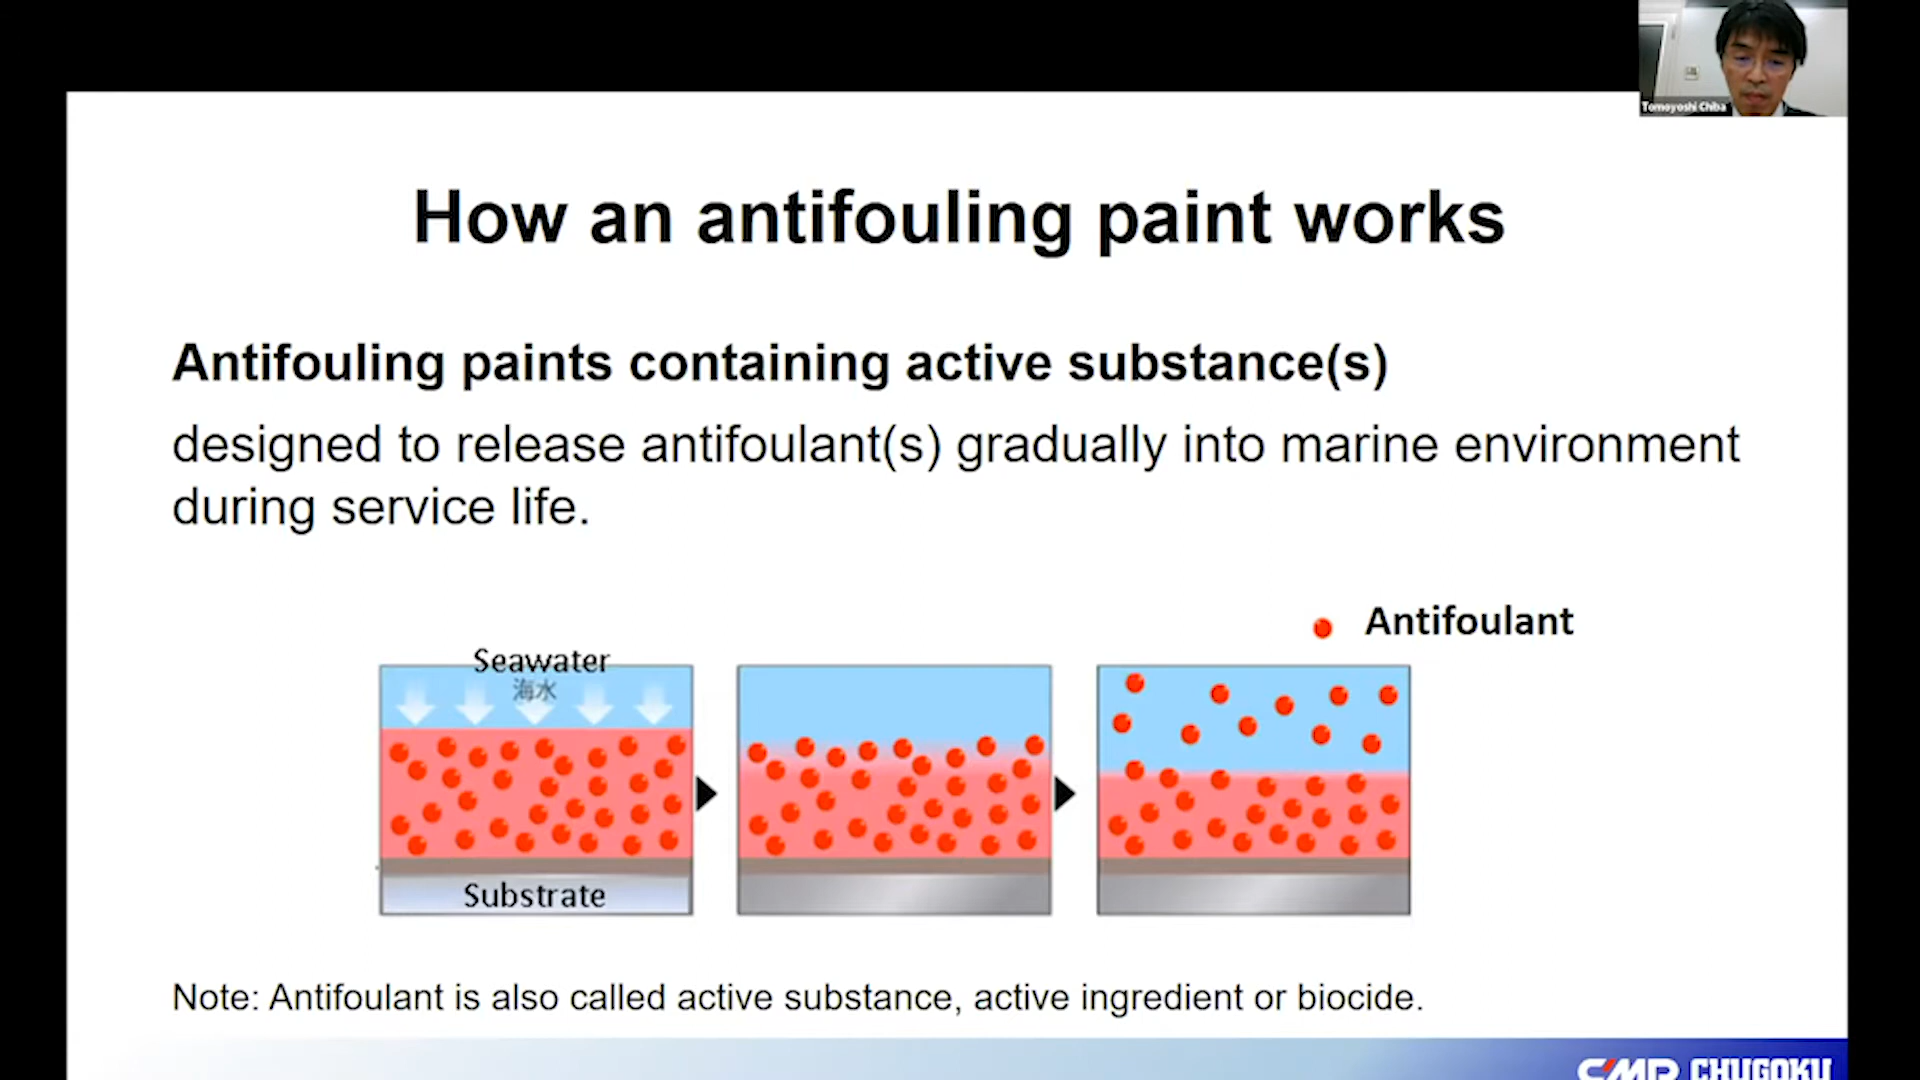 Tomoyoshi Chiba
How an antifouling paint works
Antifouling paints containing active substance(s)
designed to release antifoulant(s) gradually into marine environment
during service life.
Antifoulant
Seawater
海水
Substrate
Note: Antifoulant is also called active substance, active ingredient or biocide.
CMP CHUGOKU